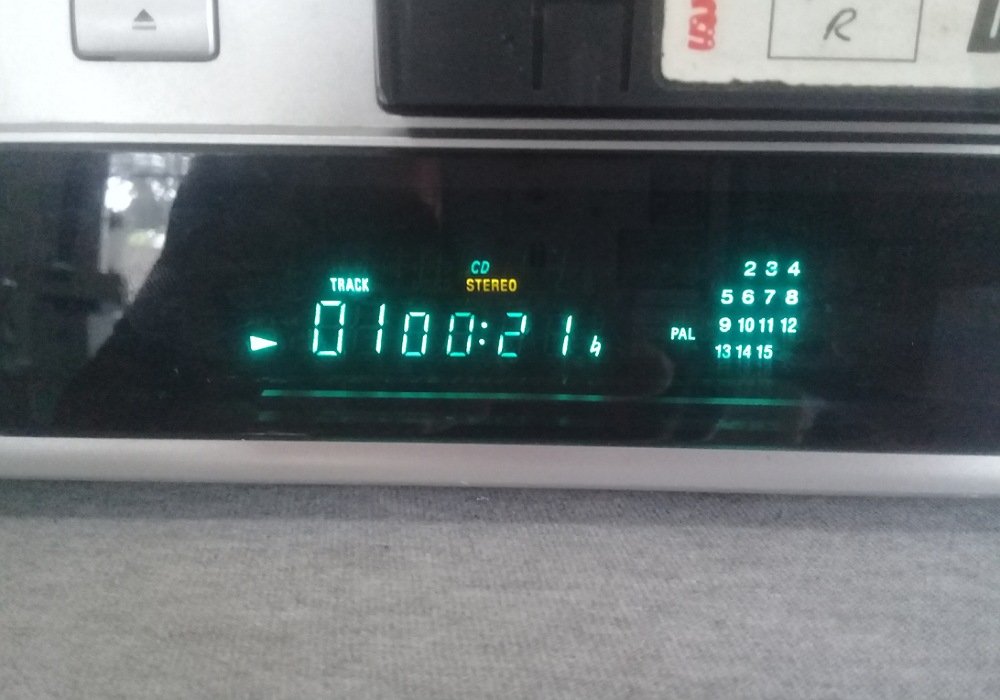 R
CD
TRACK STEREO
01 00:21
PAL
2 3 4
5 6 7 8
9 10 11 12
13 14 15